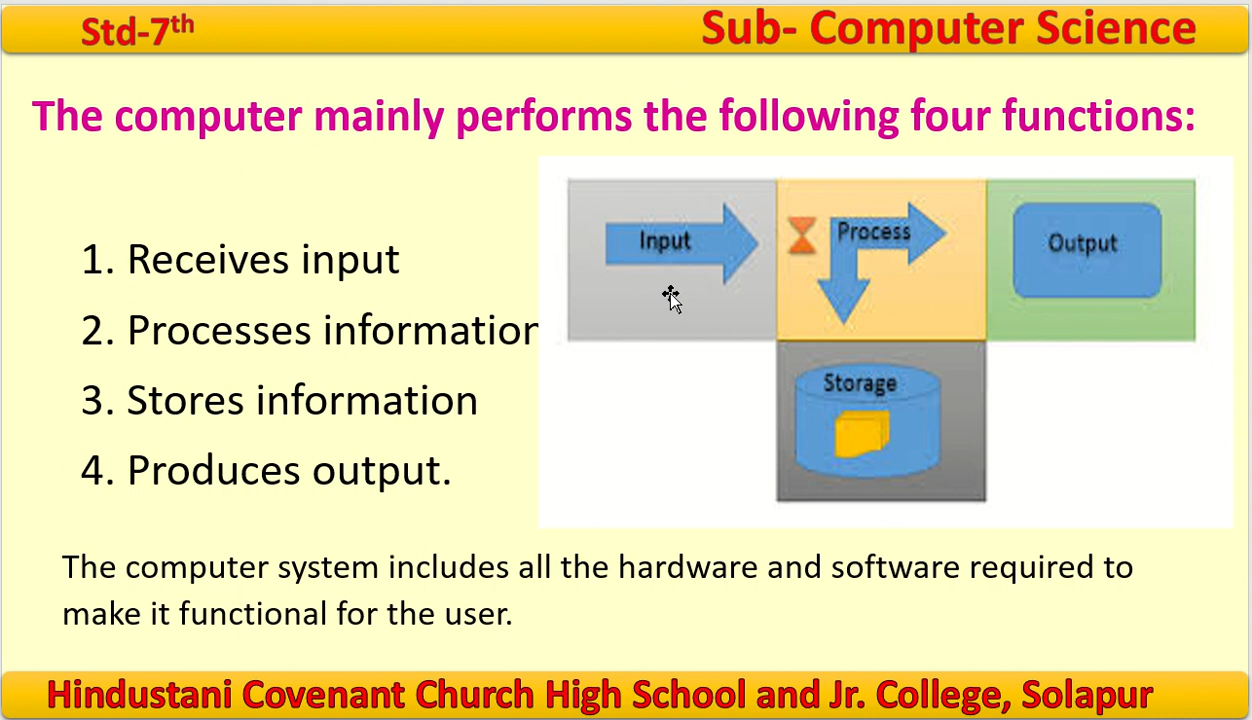 Std-7th
Sub- Computer Science
The computer mainly performs the following four functions:
1. Receives input
2. Processes information
3. Stores information
4. Produces output.
Input
Process
Output
Storage
The computer system includes all the hardware and software required to
make it functional for the user.
Hindustani Covenant Church High School and Jr. College, Solapur